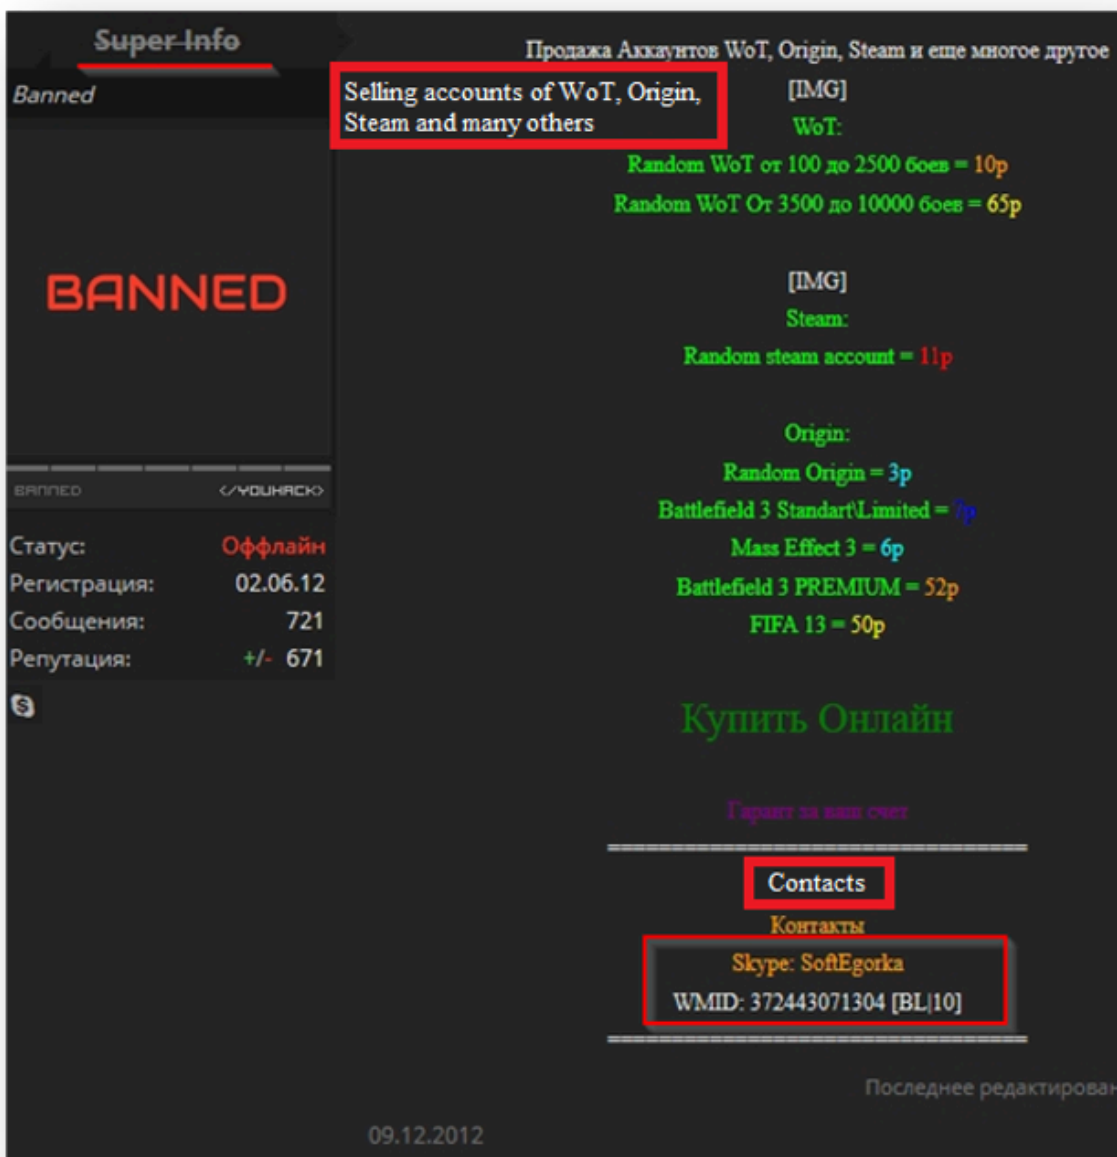 Super Info
Banned
BANNED
BANNED </YOUHACK>
Статус: Оффлайн
Регистрация: 02.06.12
Сообщения: 721
Репутация: +/- 671
Продажа Аккаунтов WoT, Origin, Steam и еще многое другое
Selling accounts of WoT, Origin,
Steam and many others
[IMG]
WoT:
Random WoT от 100 до 2500 боев = 10р
Random WoT От 3500 до 10000 боев = 65р
[IMG]
Steam:
Random steam account = 11р
Origin:
Random Origin = 3р
Battlefield 3 Standart\Limited = 7р
Mass Effect 3 = 6р
Battlefield 3 PREMIUM = 52р
FIFA 13 = 50р
Купить Онлайн
Гарант за ваш счет
==================================
Contacts
Контакты
Skype: SoftEgorka
WMID: 372443071304 [BL|10]
==================================
Последнее редактирован
09.12.2012